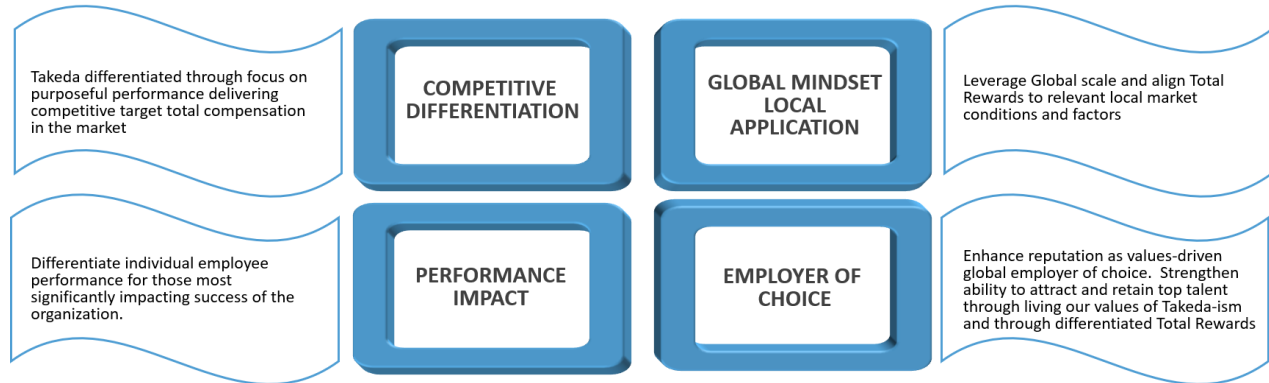 Takeda differentiated through focus on
purposeful performance delivering
competitive target total compensation
in the market
COMPETITIVE
DIFFERENTIATION
GLOBAL MINDSET
LOCAL
APPLICATION
Leverage Global scale and align Total
Rewards to relevant local market
conditions and factors
Differentiate individual employee
performance for those most
significantly impacting success of the
organization.
PERFORMANCE
IMPACT
EMPLOYER OF
CHOICE
Enhance reputation as values-driven
global employer of choice.  Strengthen
ability to attract and retain top talent
through living our values of Takeda-ism
and through differentiated Total Rewards